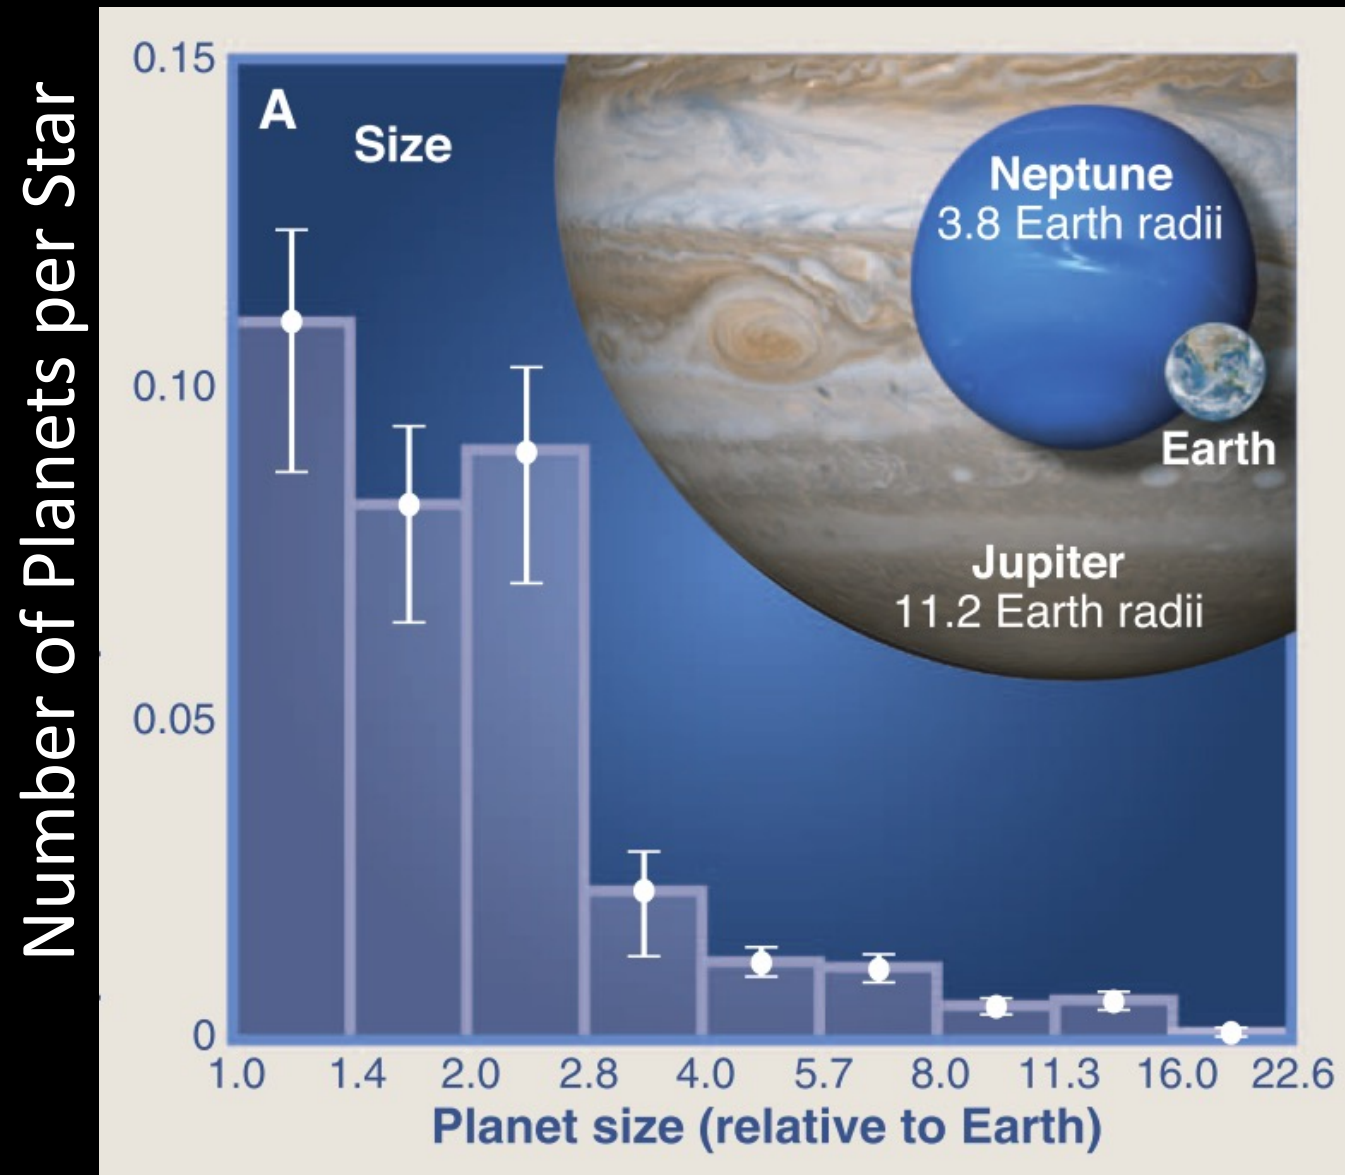 Number of Planets per Star
0.15
0.10
0.05
0
A
Size
Neptune
3.8 Earth radii
Earth
Jupiter
11.2 Earth radii
1.0 1.4 2.0 2.8 4.0 5.7 8.0 11.3 16.0 22.6
Planet size (relative to Earth)